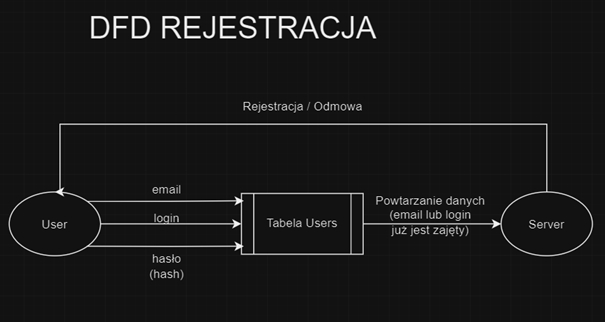 DFD REJESTRACJA
Rejestracja / Odmowa
email
login
hasło
(hash)
User
Tabela Users
Powtarzanie danych
(email lub login
już jest zajęty)
Server